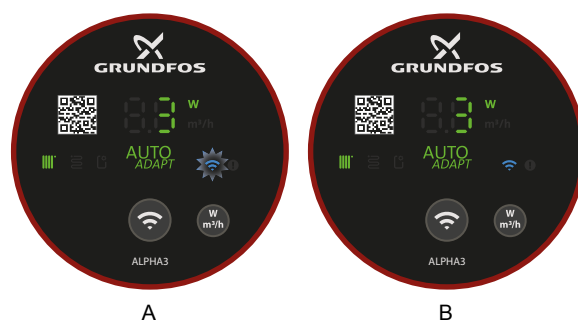 GRUNDFOS
3 W
m³/h
AUTO
ADAPT
W
m³/h
ALPHA3
A
GRUNDFOS
3 W
m³/h
AUTO
ADAPT
W
m³/h
ALPHA3
B